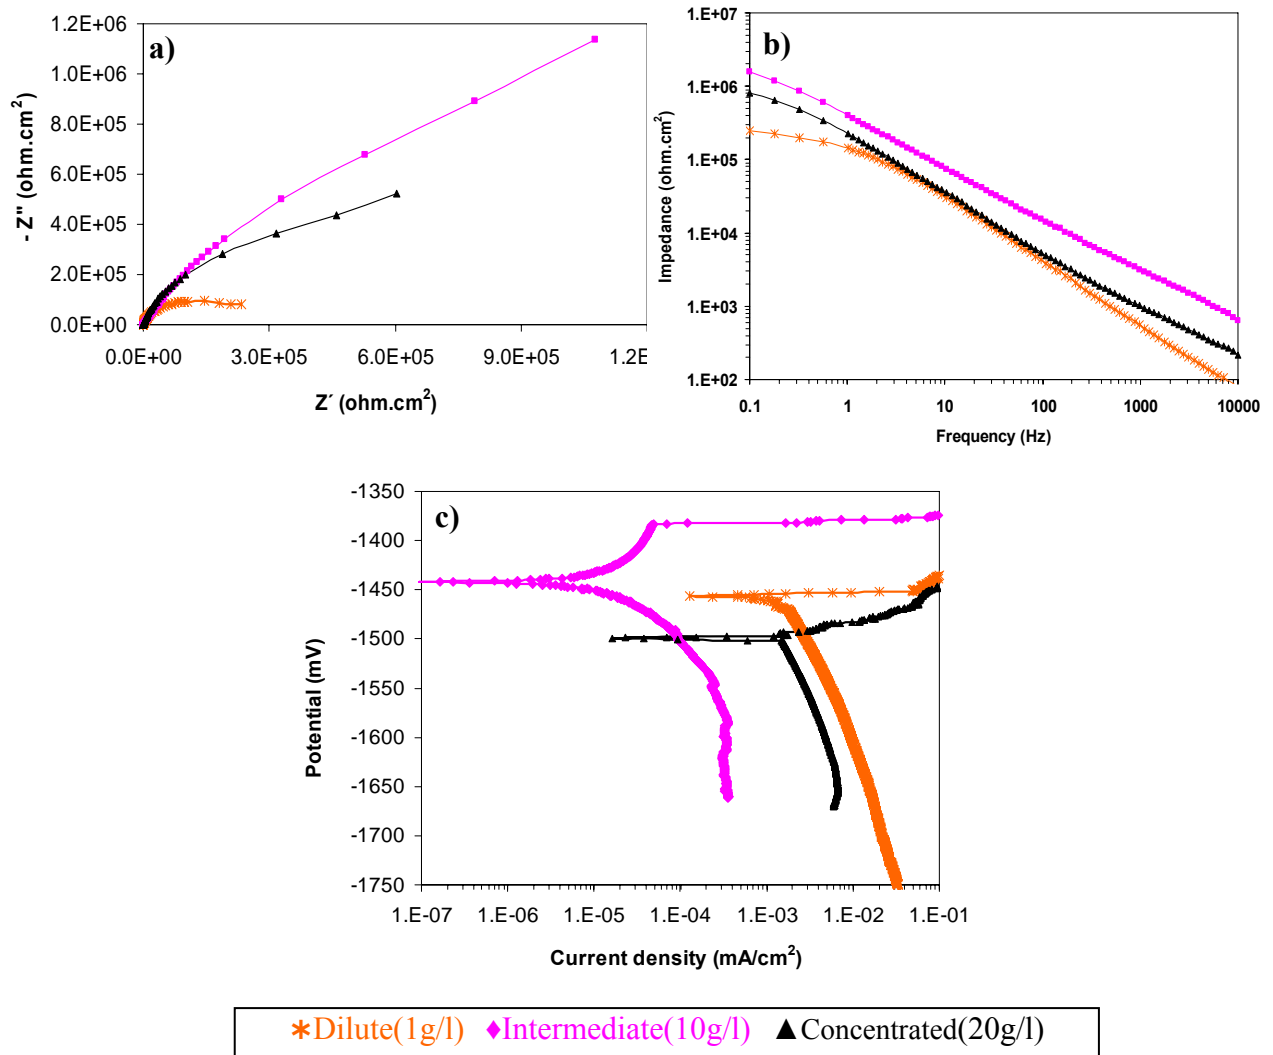 a)
1.2E+06
1.0E+06
8.0E+05
6.0E+05
4.0E+05
2.0E+05
0.0E+00
- Z" (ohm.cm²)
0.0E+00 3.0E+05 6.0E+05 9.0E+05 1.2E
Z´ (ohm.cm²)
b)
1.E+07
1.E+06
1.E+05
1.E+04
1.E+03
1.E+02
Impedance (ohm.cm²)
0.1 1 10 100 1000 10000
Frequency (Hz)
c)
-1350
-1400
-1450
-1500
-1550
-1600
-1650
-1700
-1750
Potential (mV)
1.E-07 1.E-06 1.E-05 1.E-04 1.E-03 1.E-02 1.E-01
Current density (mA/cm²)
Dilute(1g/l) Intermediate(10g/l) Concentrated(20g/l)